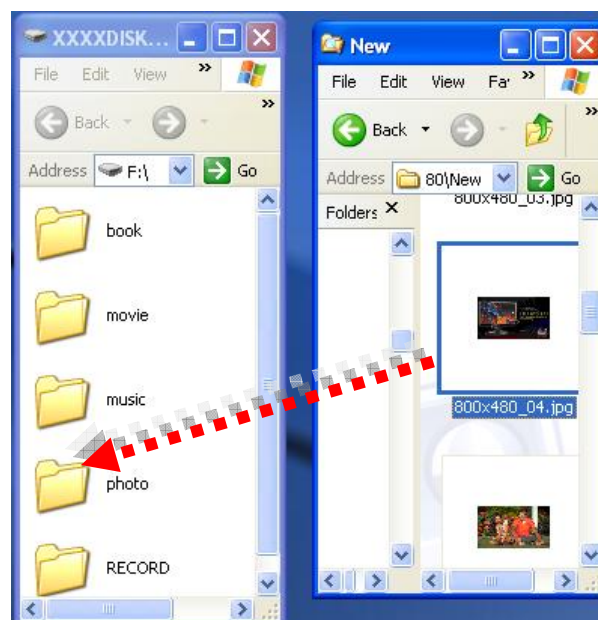 XXXXDISK...
File Edit View »
Back »
Address F:\ Go
book
movie
music
photo
RECORD
New
File Edit View Fa »
Back »
Address 80\New Go
Folders X
800x480_03.jpg
800x480_04.jpg